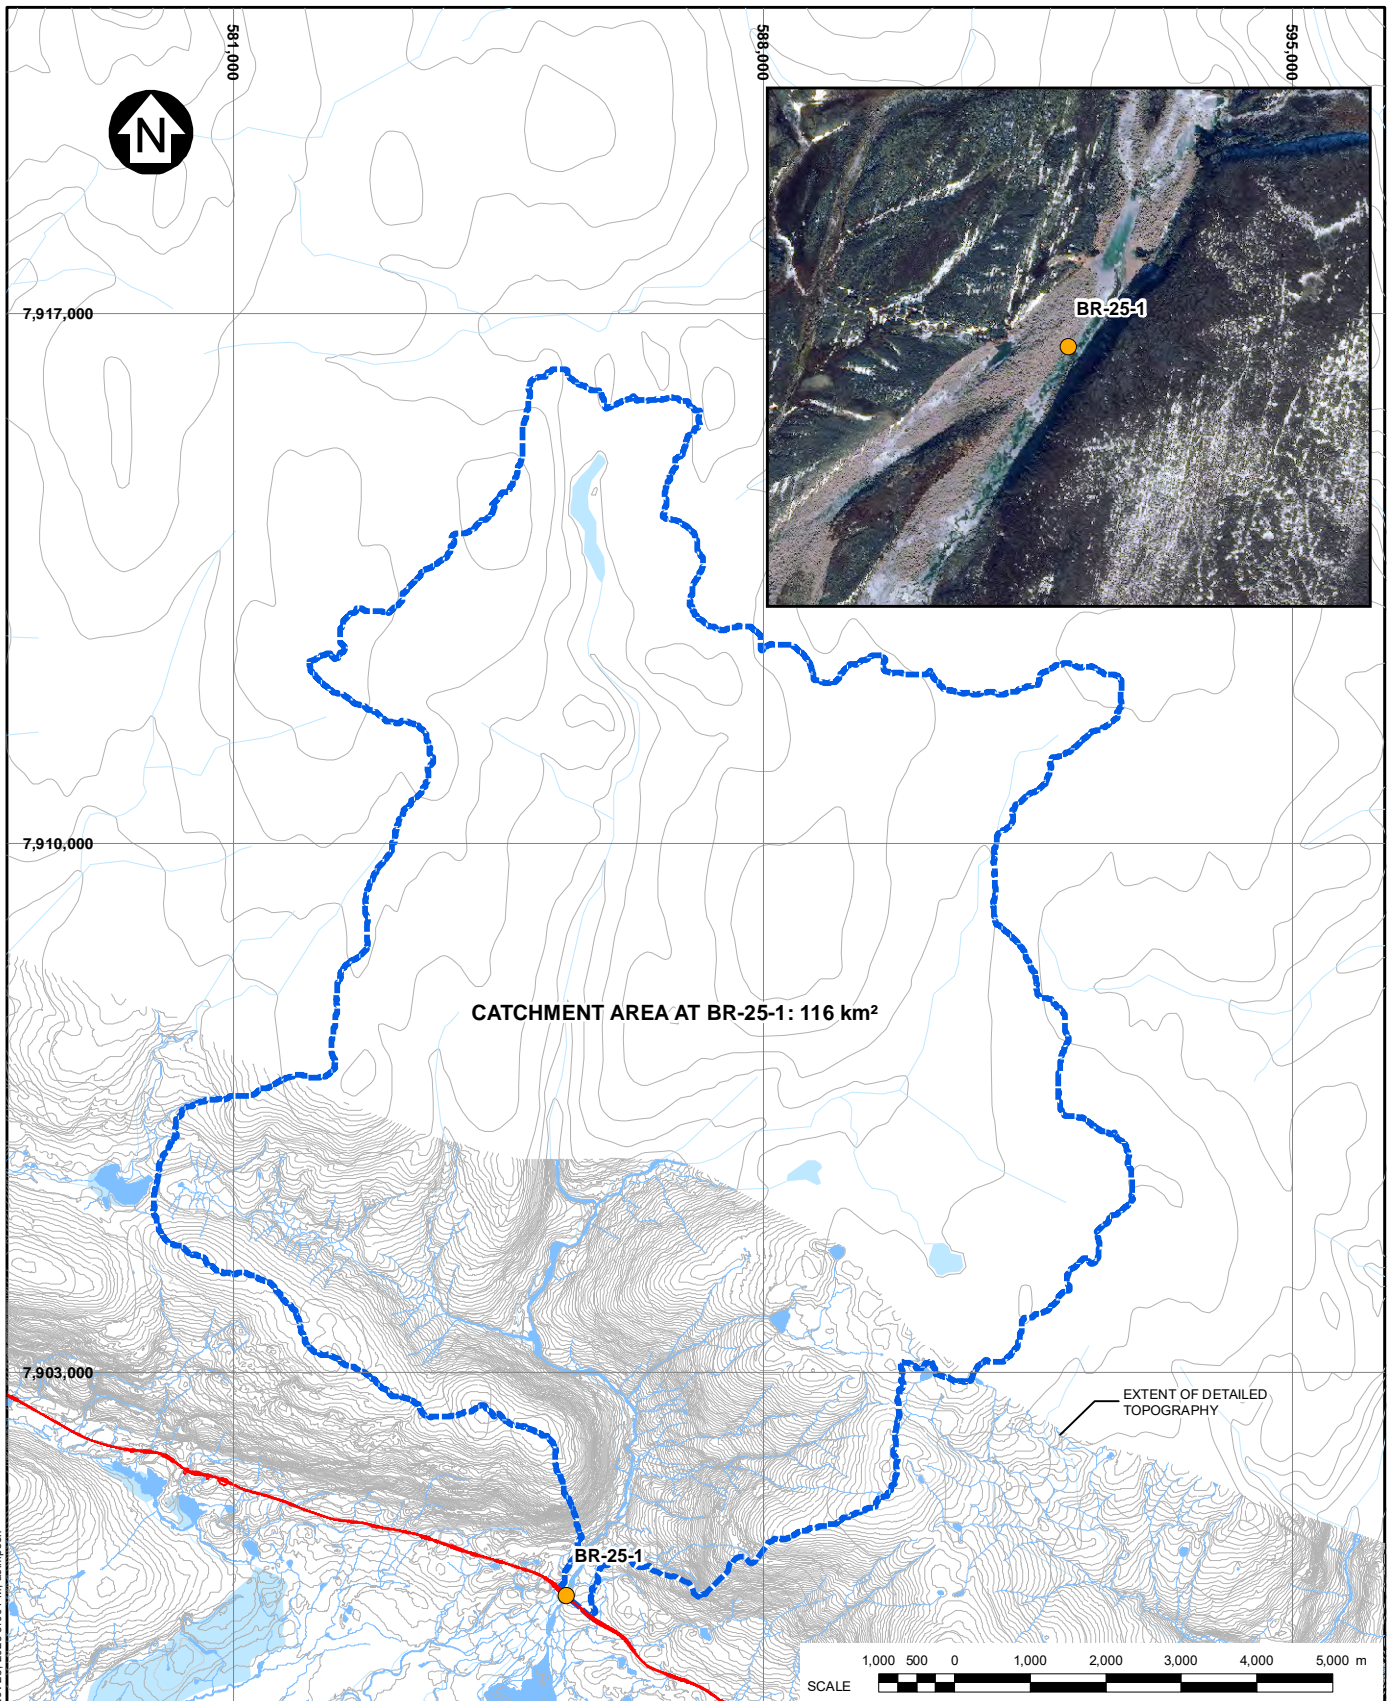 581,000
588,000
595,000
N
7,917,000
BR-25-1
7,910,000
CATCHMENT AREA AT BR-25-1: 116 km²
7,903,000
EXTENT OF DETAILED
TOPOGRAPHY
BR-25-1
1,000 500 0 1,000 2,000 3,000 4,000 5,000 m
SCALE